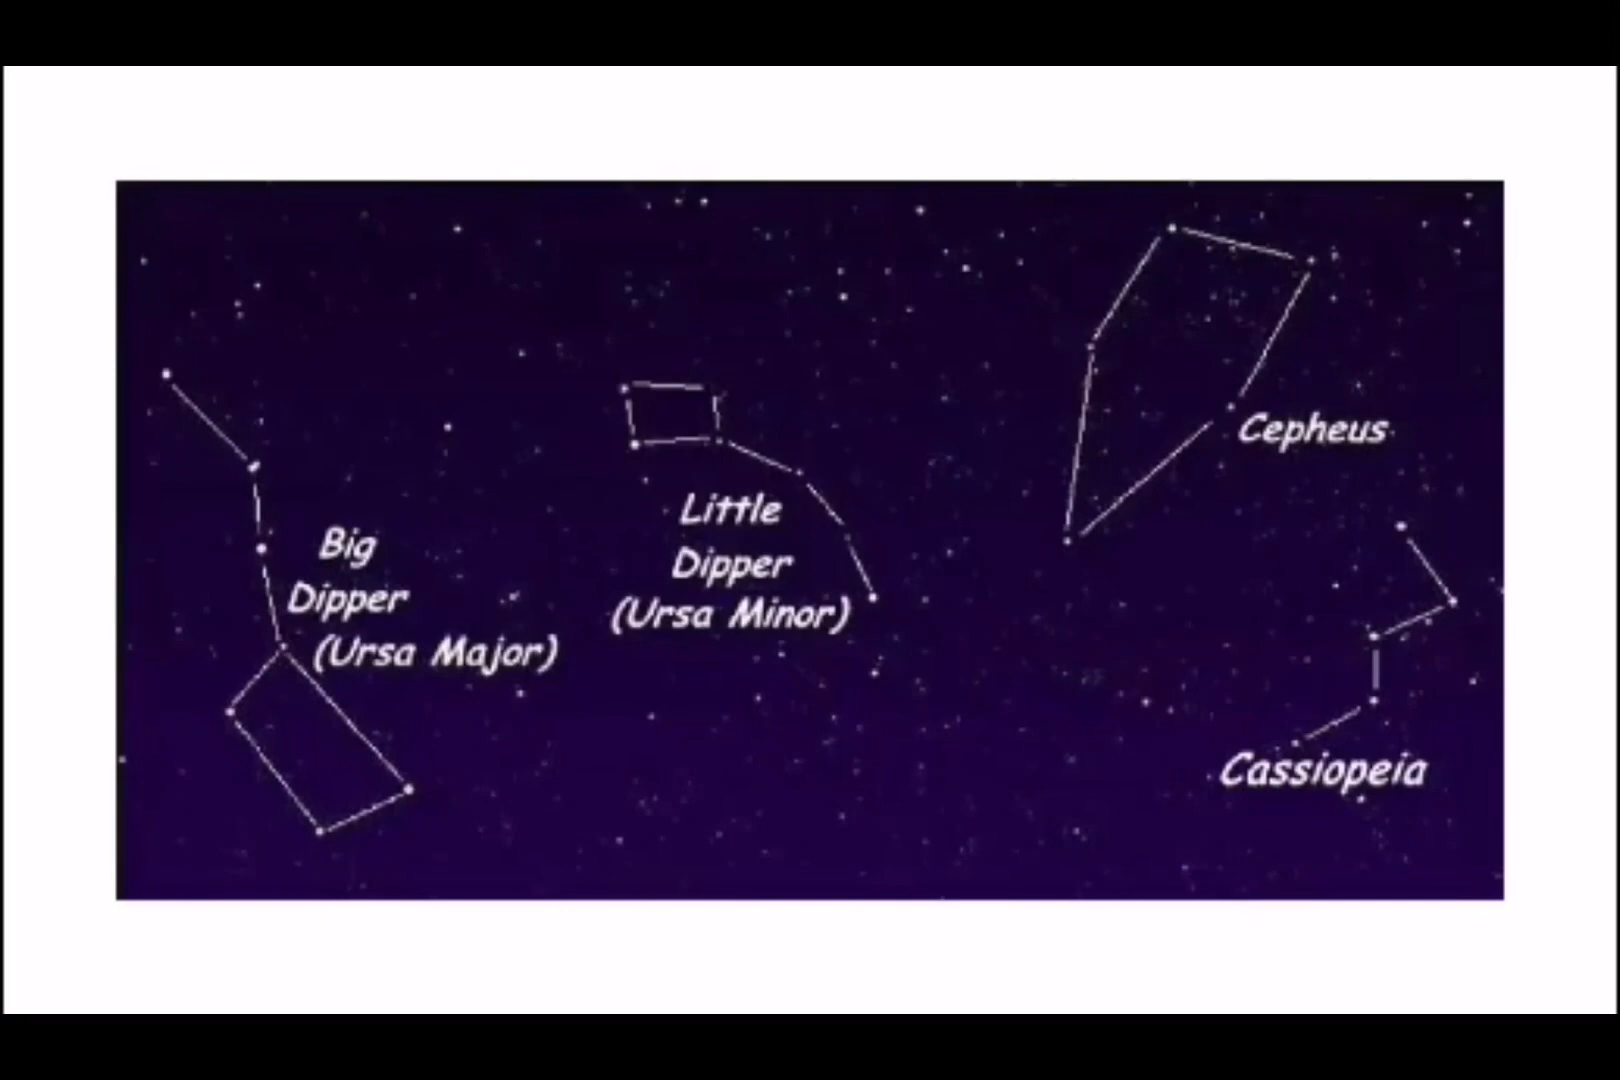 Big
Dipper
(Ursa Major)
Little
Dipper
(Ursa Minor)
Cepheus
Cassiopeia